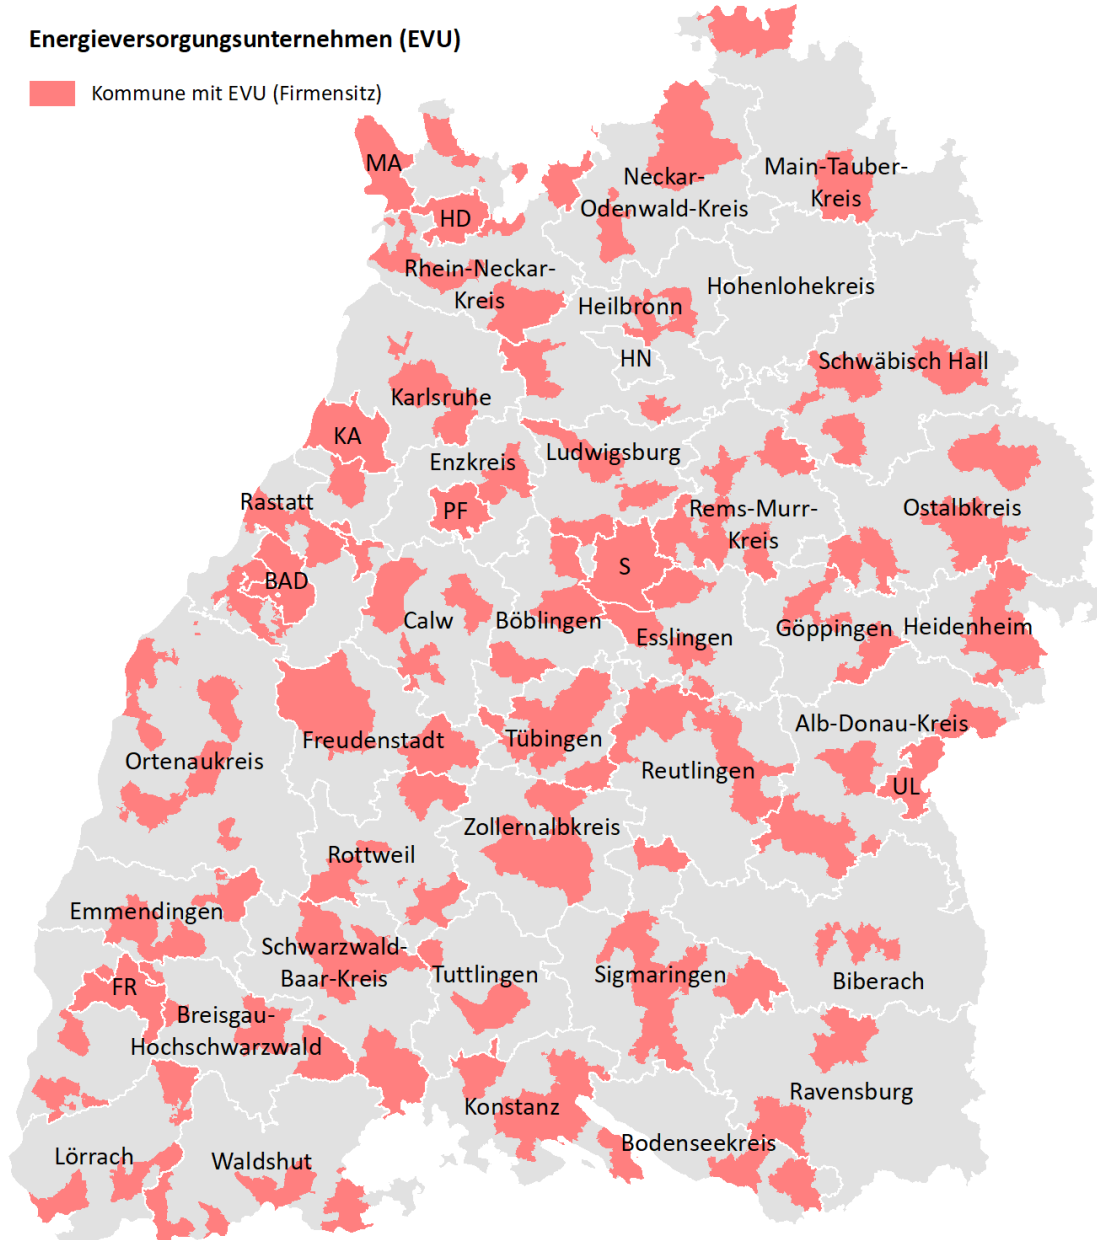 Energieversorgungsunternehmen (EVU)
Kommune mit EVU (Firmensitz)
MA
HD
Neckar-
Odenwald-Kreis
Main-Tauber-
Kreis
Rhein-Neckar-
Kreis
Heilbronn
Hohenlohekreis
HN
Schwäbisch Hall
Karlsruhe
KA
Enzkreis
Ludwigsburg
Rastatt
PF
Rems-Murr-
Kreis
Ostalbkreis
BAD
S
Calw
Böblingen
Esslingen
Göppingen
Heidenheim
Ortenaukreis
Freudenstadt
Tübingen
Reutlingen
Alb-Donau-Kreis
UL
Zollernalbkreis
Rottweil
Emmendingen
Schwarzwald-
Baar-Kreis
Tuttlingen
Sigmaringen
Biberach
FR
Breisgau-
Hochschwarzwald
Konstanz
Ravensburg
Bodenseekreis
Lörrach
Waldshut